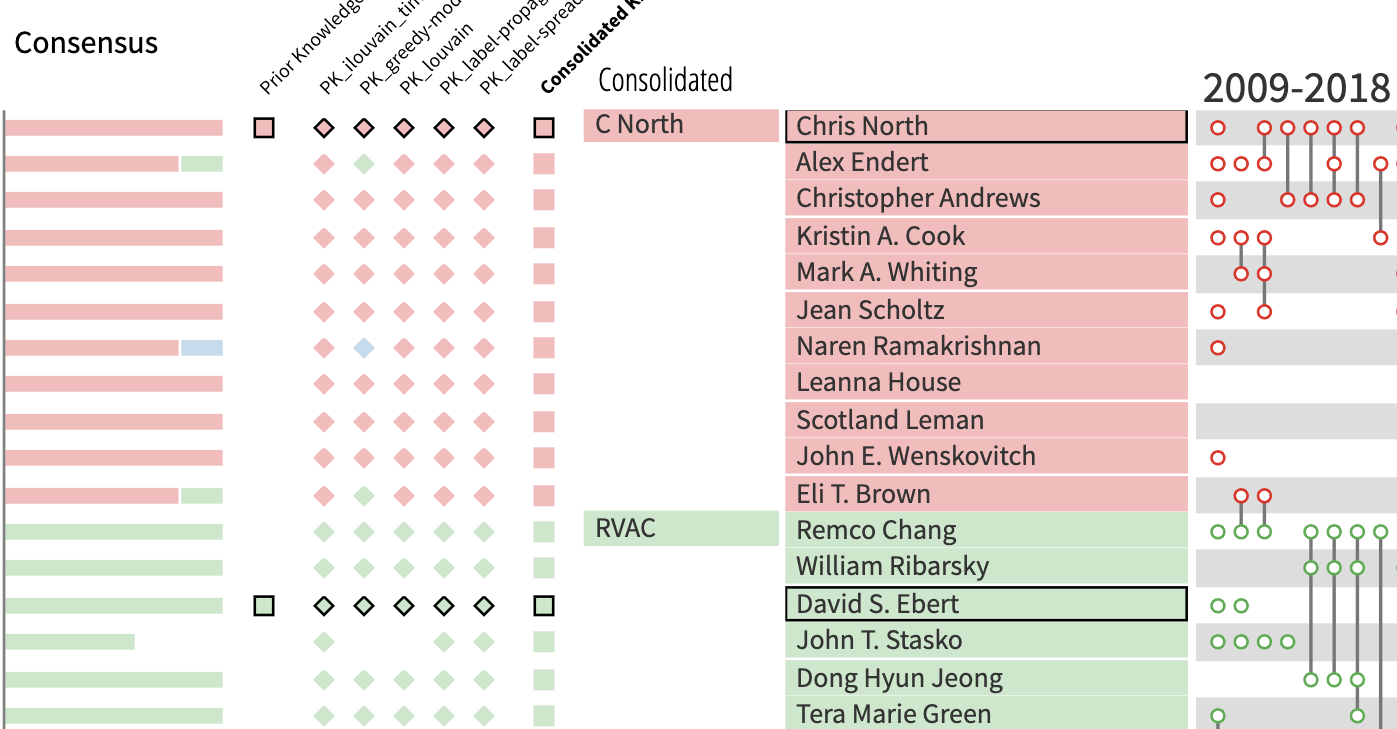 Consensus
Prior Knowledge
PK_ilouvain_tim
PK_greedy-mod
PK_louvain
PK_label-propag
PK_label-spread
Consolidated
Consolidated
2009-2018
C North
Chris North
Alex Endert
Christopher Andrews
Kristin A. Cook
Mark A. Whiting
Jean Scholtz
Naren Ramakrishnan
Leanna House
Scotland Leman
John E. Wenskovitch
Eli T. Brown
RVAC
Remco Chang
William Ribarsky
David S. Ebert
John T. Stasko
Dong Hyun Jeong
Tera Marie Green